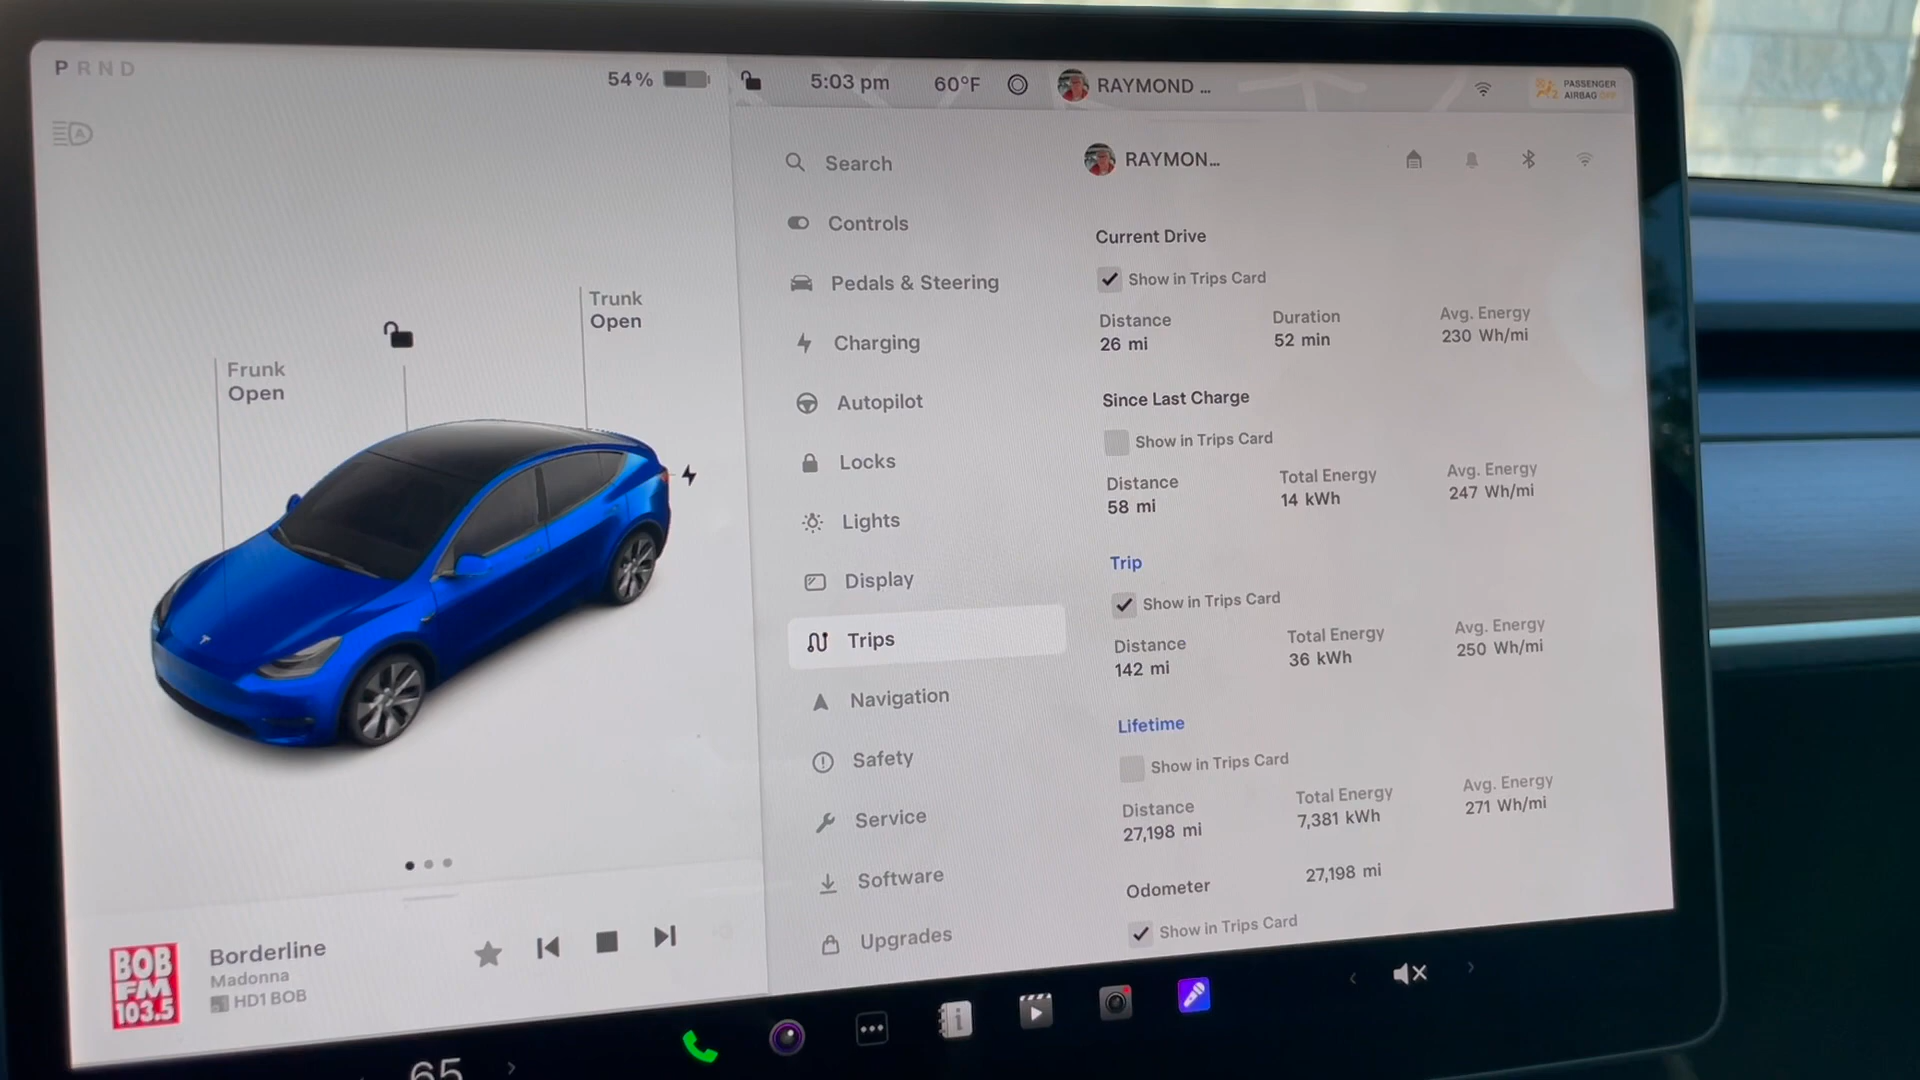 P R N D
54 %
5:03 pm
60°F
RAYMOND ...
PASSENGER
AIRBAG OFF
Frunk
Open
Trunk
Open
BOB
FM
103.5
Borderline
Madonna
HD1 BOB
Search
Controls
Pedals & Steering
Charging
Autopilot
Locks
Lights
Display
Trips
Navigation
Safety
Service
Software
Upgrades
RAYMON...
Current Drive
Show in Trips Card
Distance
26 mi
Duration
52 min
Avg. Energy
230 Wh/mi
Since Last Charge
Show in Trips Card
Distance
58 mi
Total Energy
14 kWh
Avg. Energy
247 Wh/mi
Trip
Show in Trips Card
Distance
142 mi
Total Energy
36 kWh
Avg. Energy
250 Wh/mi
Lifetime
Show in Trips Card
Distance
27,198 mi
Total Energy
7,381 kWh
Avg. Energy
271 Wh/mi
Odometer
27,198 mi
Show in Trips Card
65